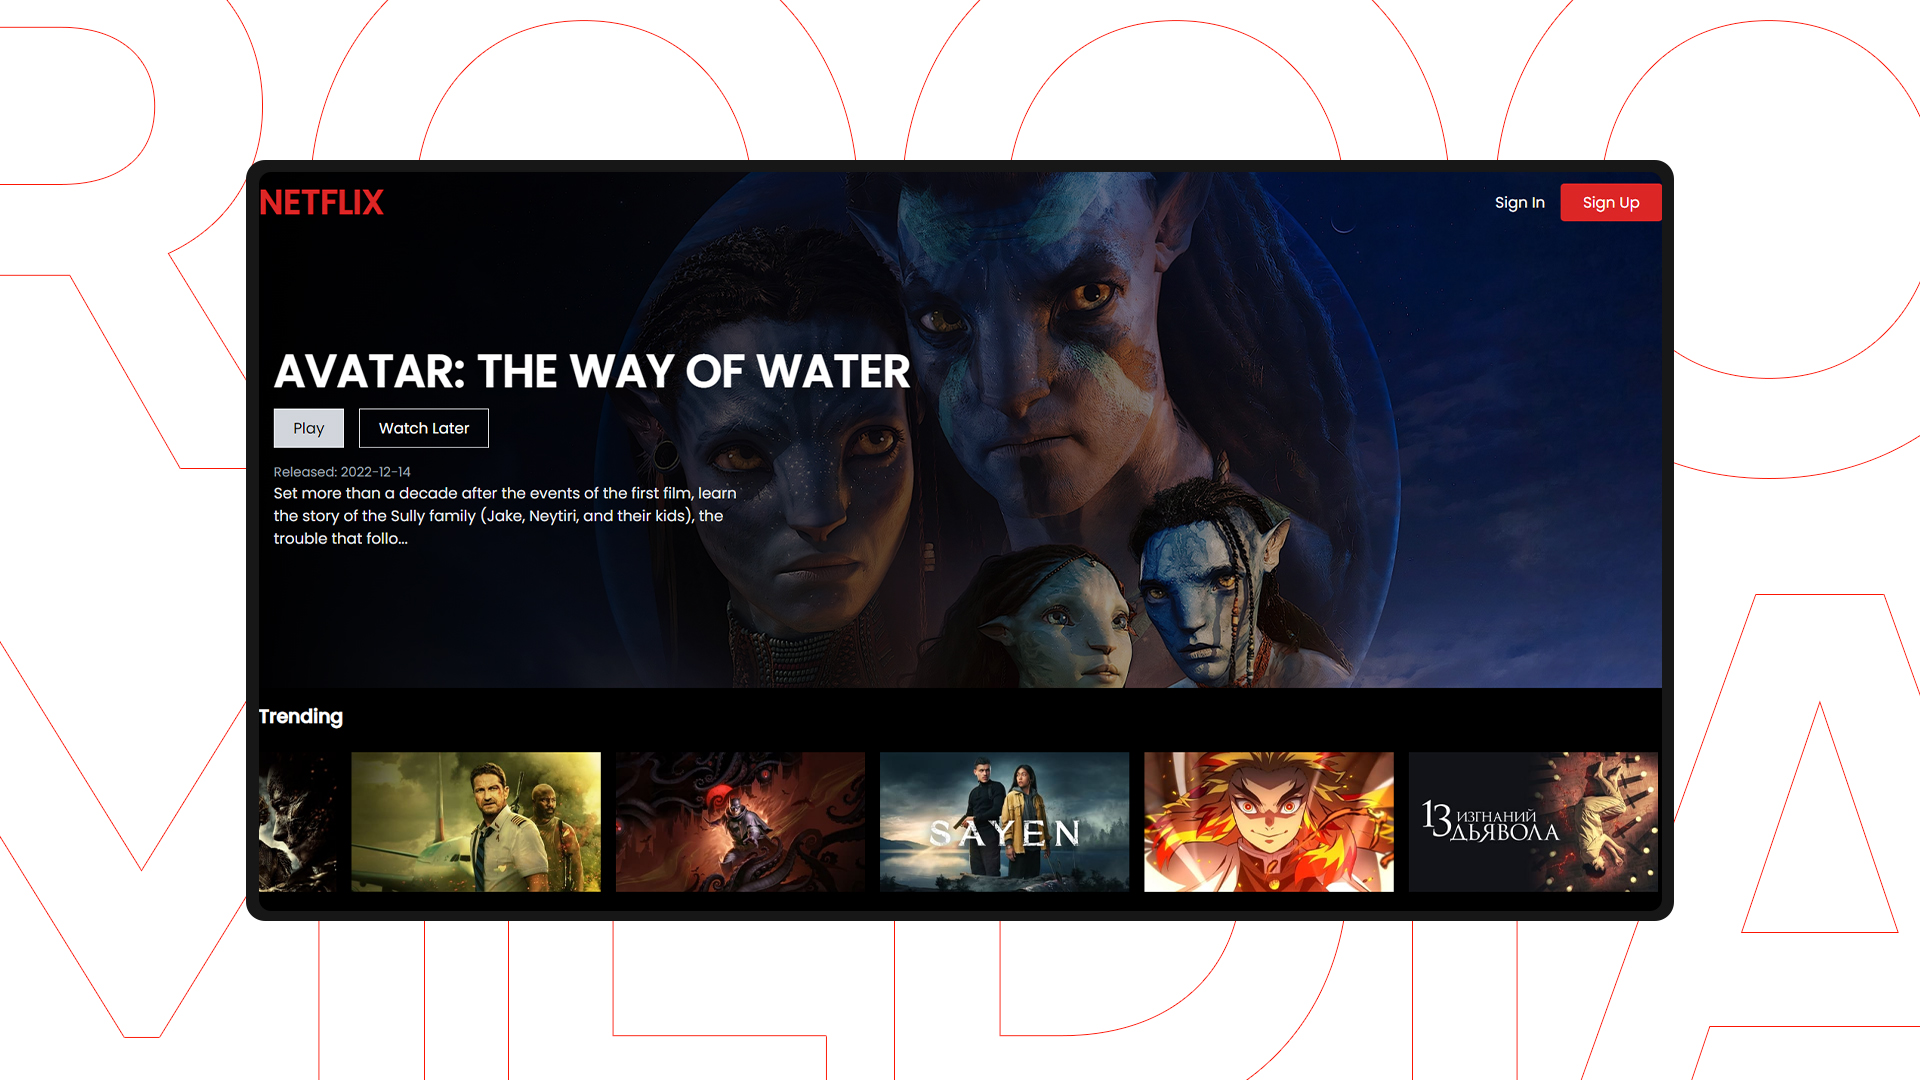 ROOO
NETFLIX
Sign In
Sign Up
AVATAR: THE WAY OF WATER
Play
Watch Later
Released: 2022-12-14
Set more than a decade after the events of the first film, learn
the story of the Sully family (Jake, Neytiri, and their kids), the
trouble that follo...
Trending
SAYEN
13 ИЗГНАНИЙ
ДЬЯВОЛА
MEDIA